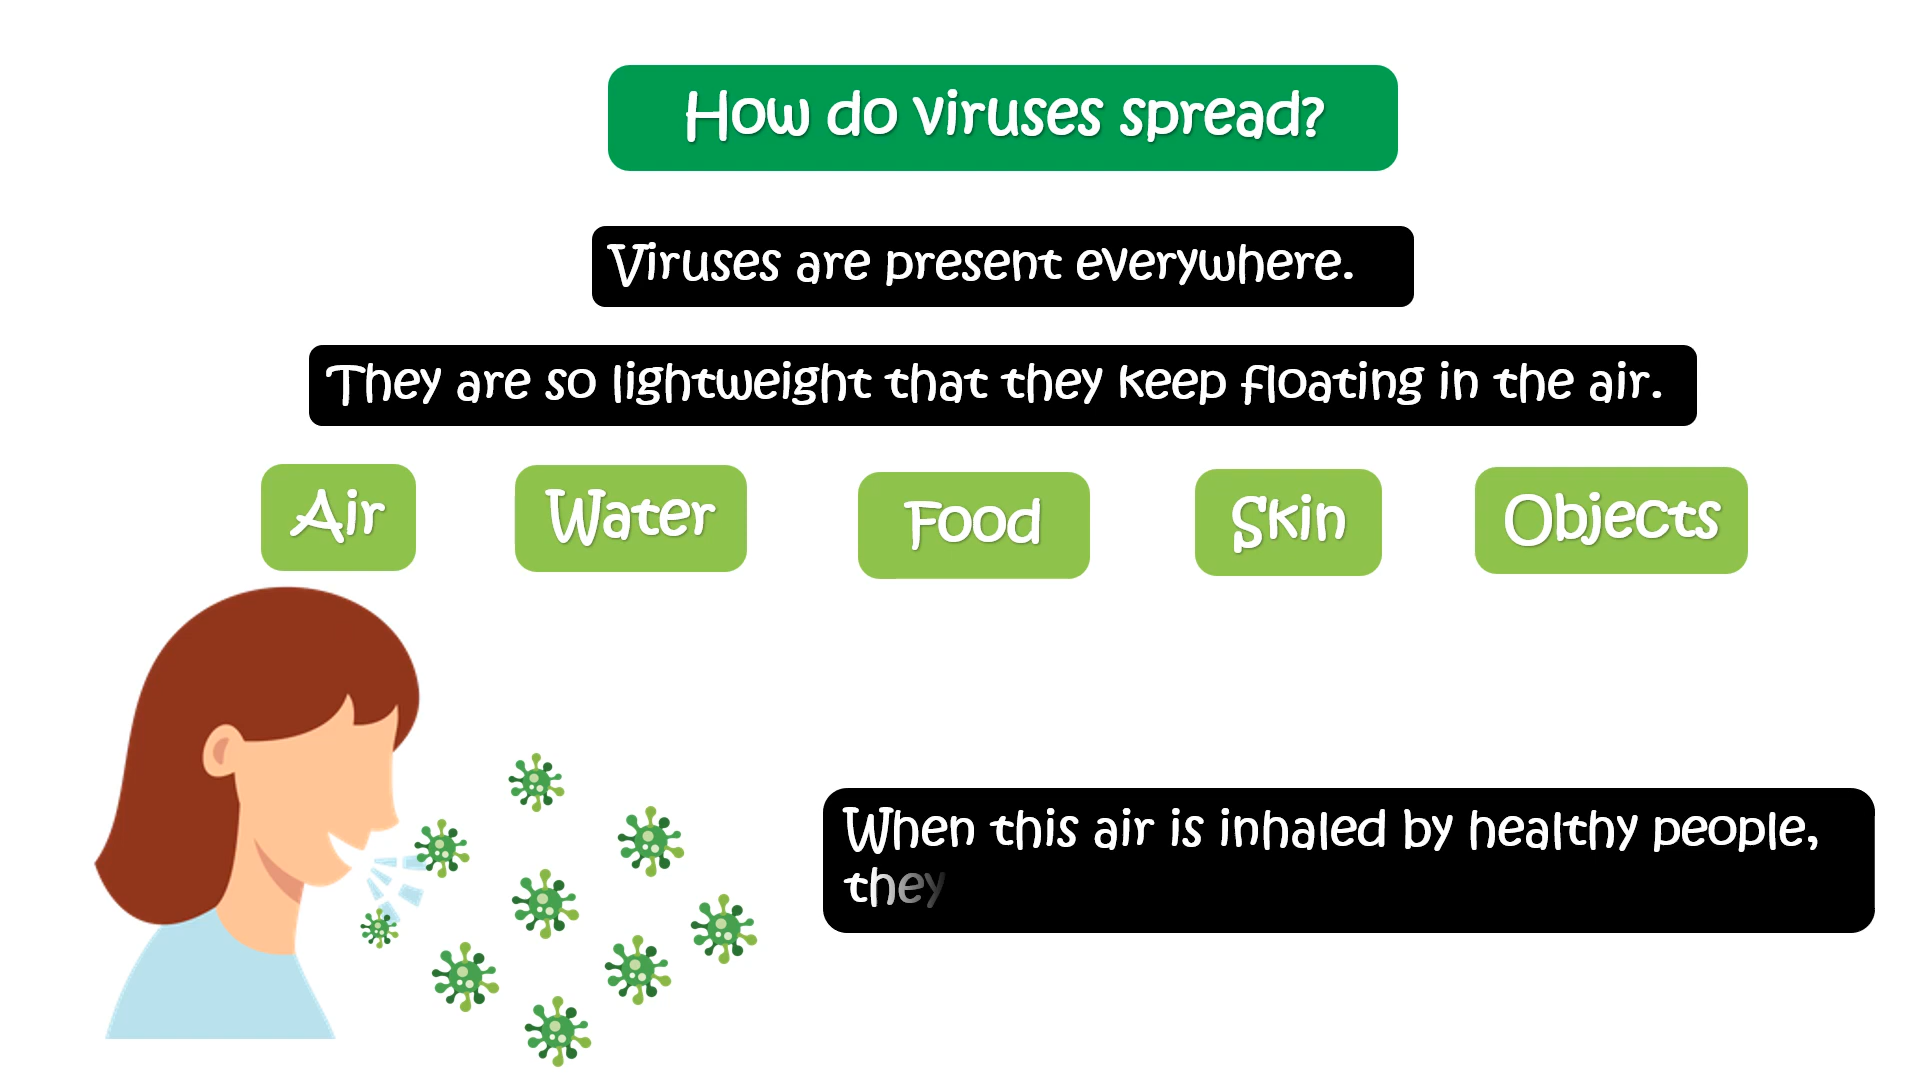 How do viruses spread?
Viruses are present everywhere.
They are so lightweight that they keep floating in the air.
Air
Water
Food
Skin
Objects
When this air is inhaled by healthy people,
they